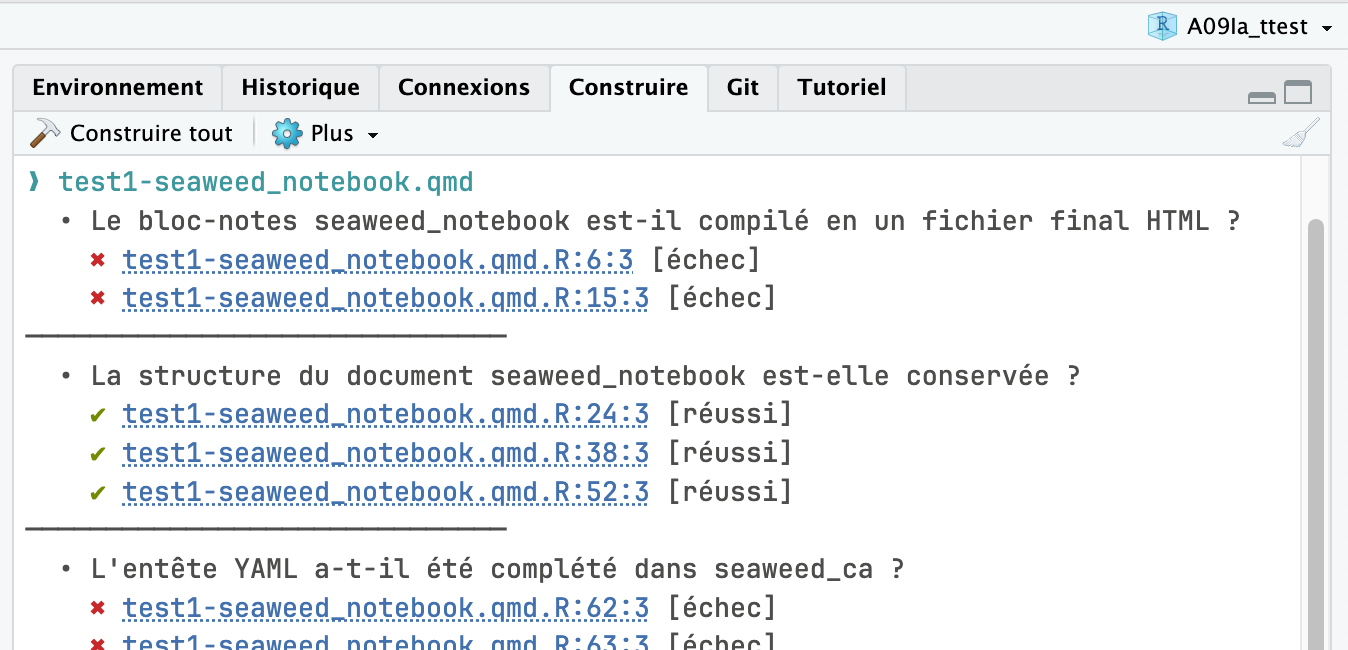 A09Ia_ttest
Environnement Historique Connexions Construire Git Tutoriel
Construire tout Plus
test1-seaweed_notebook.qmd
• Le bloc-notes seaweed_notebook est-il compilé en un fichier final HTML ?
✖ test1-seaweed_notebook.qmd.R:6:3 [échec]
✖ test1-seaweed_notebook.qmd.R:15:3 [échec]
• La structure du document seaweed_notebook est-elle conservée ?
✔ test1-seaweed_notebook.qmd.R:24:3 [réussi]
✔ test1-seaweed_notebook.qmd.R:38:3 [réussi]
✔ test1-seaweed_notebook.qmd.R:52:3 [réussi]
• L'entête YAML a-t-il été complété dans seaweed_ca ?
✖ test1-seaweed_notebook.qmd.R:62:3 [échec]
✖ test1-seaweed_notebook.qmd.R:63:3 [échec]